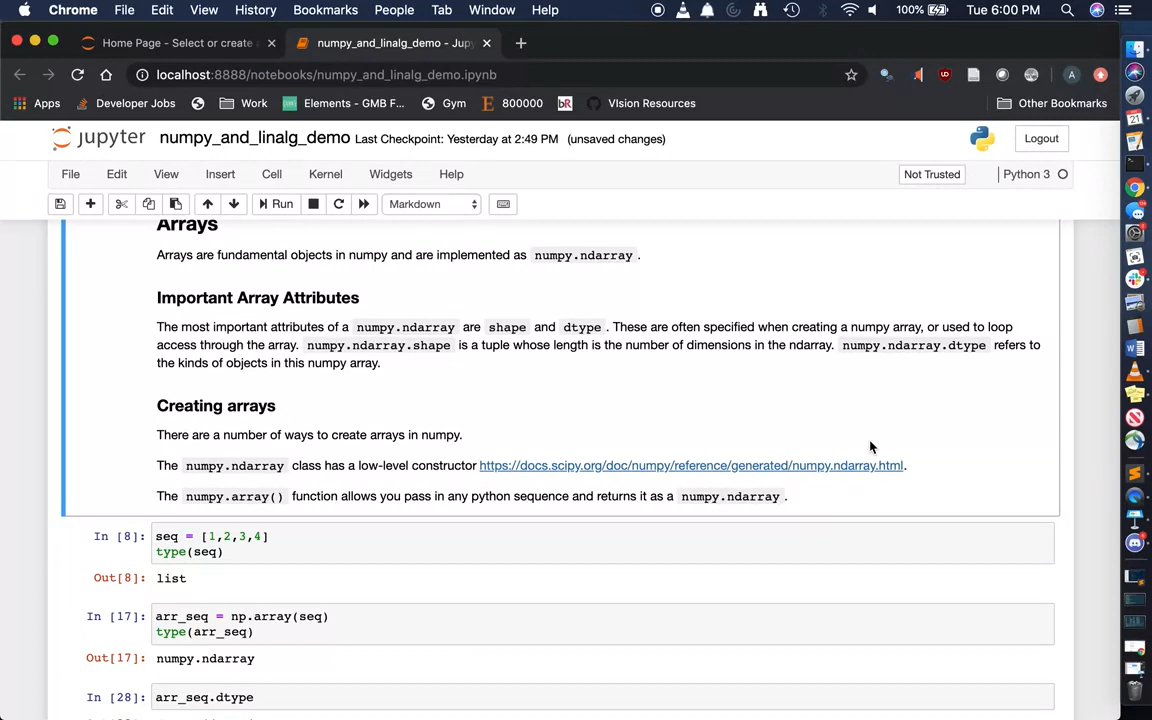 Chrome File Edit View History Bookmarks People Tab Window Help 100% Tue 6:00 PM
Home Page - Select or create numpy_and_linalg_demo - Jupy
localhost:8888/notebooks/numpy_and_linalg_demo.ipynb
Apps Developer Jobs Work Elements - GMB F... Gym 800000 bR VIsion Resources Other Bookmarks
jupyter numpy_and_linalg_demo Last Checkpoint: Yesterday at 2:49 PM (unsaved changes) Logout
File Edit View Insert Cell Kernel Widgets Help Not Trusted Python 3
Run Markdown
Arrays
Arrays are fundamental objects in numpy and are implemented as numpy.ndarray .
Important Array Attributes
The most important attributes of a numpy.ndarray are shape and dtype . These are often specified when creating a numpy array, or used to loop
access through the array. numpy.ndarray.shape is a tuple whose length is the number of dimensions in the ndarray. numpy.ndarray.dtype refers to
the kinds of objects in this numpy array.
Creating arrays
There are a number of ways to create arrays in numpy.
The numpy.ndarray class has a low-level constructor https://docs.scipy.org/doc/numpy/reference/generated/numpy.ndarray.html.
The numpy.array() function allows you pass in any python sequence and returns it as a numpy.ndarray .
In [8]: seq = [1,2,3,4]
type(seq)
Out[8]: list
In [17]: arr_seq = np.array(seq)
type(arr_seq)
Out[17]: numpy.ndarray
In [28]: arr_seq.dtype